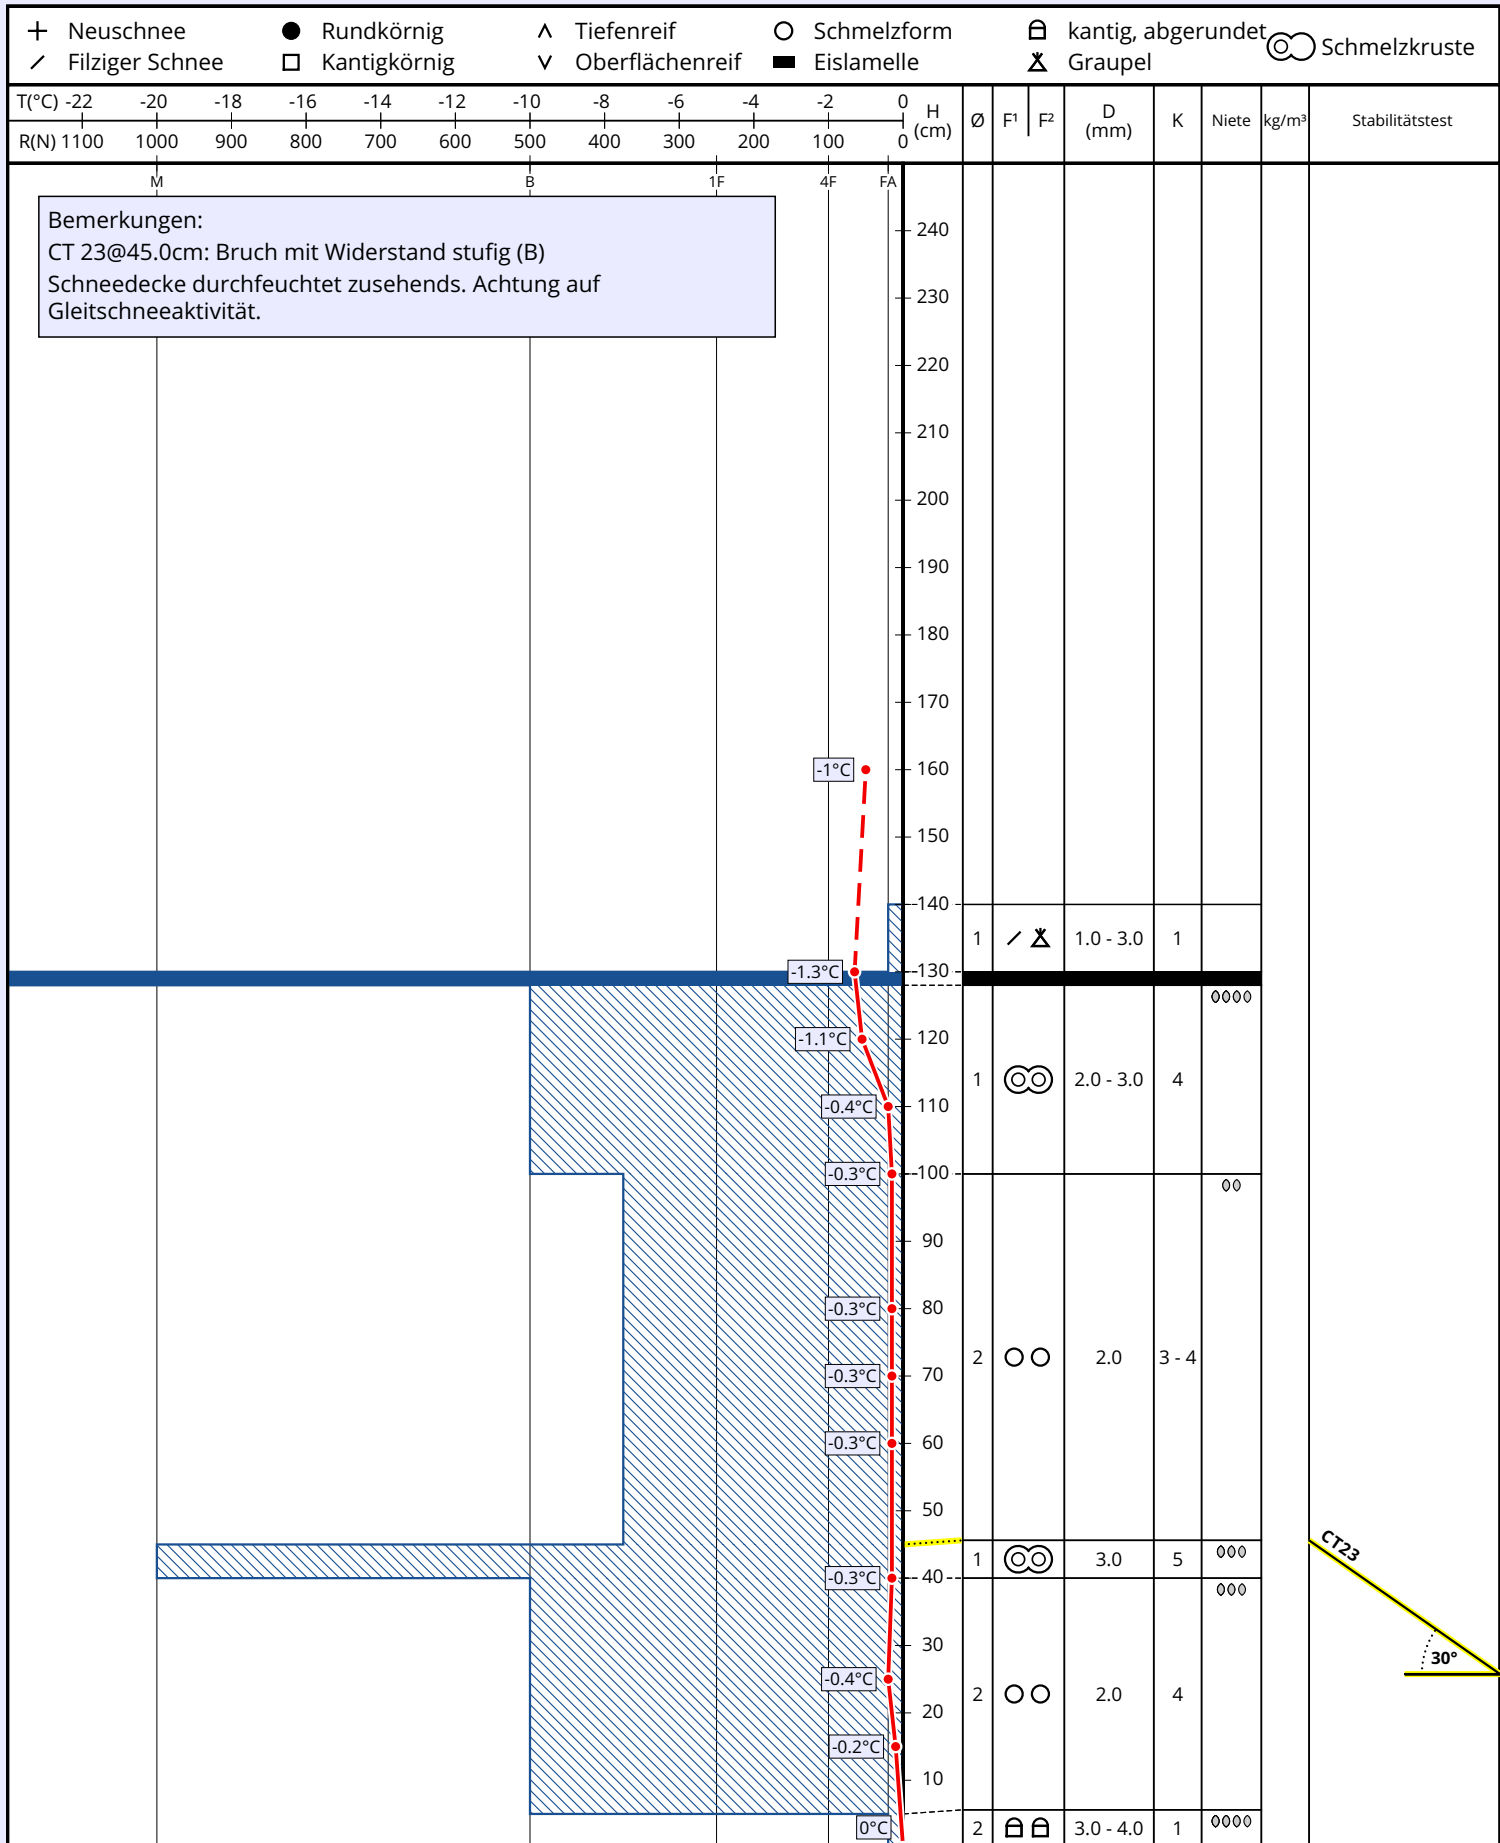 Neuschnee Rundkörnig Tiefenreif Schmelzform kantig, abgerundet Schmelzkruste
Filziger Schnee Kantigkörnig Oberflächenreif Eislamelle Graupel
T(°C) -22 -20 -18 -16 -14 -12 -10 -8 -6 -4 -2 0
R(N) 1100 1000 900 800 700 600 500 400 300 200 100 0
H (cm) Ø F¹ F² D (mm) K Niete kg/m³ Stabilitätstest
M B 1F 4F FA
Bemerkungen:
CT 23@45.0cm: Bruch mit Widerstand stufig (B)
Schneedecke durchfeuchtet zusehends. Achtung auf
Gleitschneeaktivität.
240
230
220
210
200
190
180
170
-1°C 160
150
140
1 1.0 - 3.0 1
-1.3°C 130
-1.1°C 120
1 2.0 - 3.0 4
-0.4°C 110
-0.3°C 100
90
-0.3°C 80
2 2.0 3 - 4
-0.3°C 70
-0.3°C 60
50
CT23
1 3.0 5
-0.3°C 40
30
30°
-0.4°C
2 2.0 4
20
-0.2°C
10
0°C 2 3.0 - 4.0 1